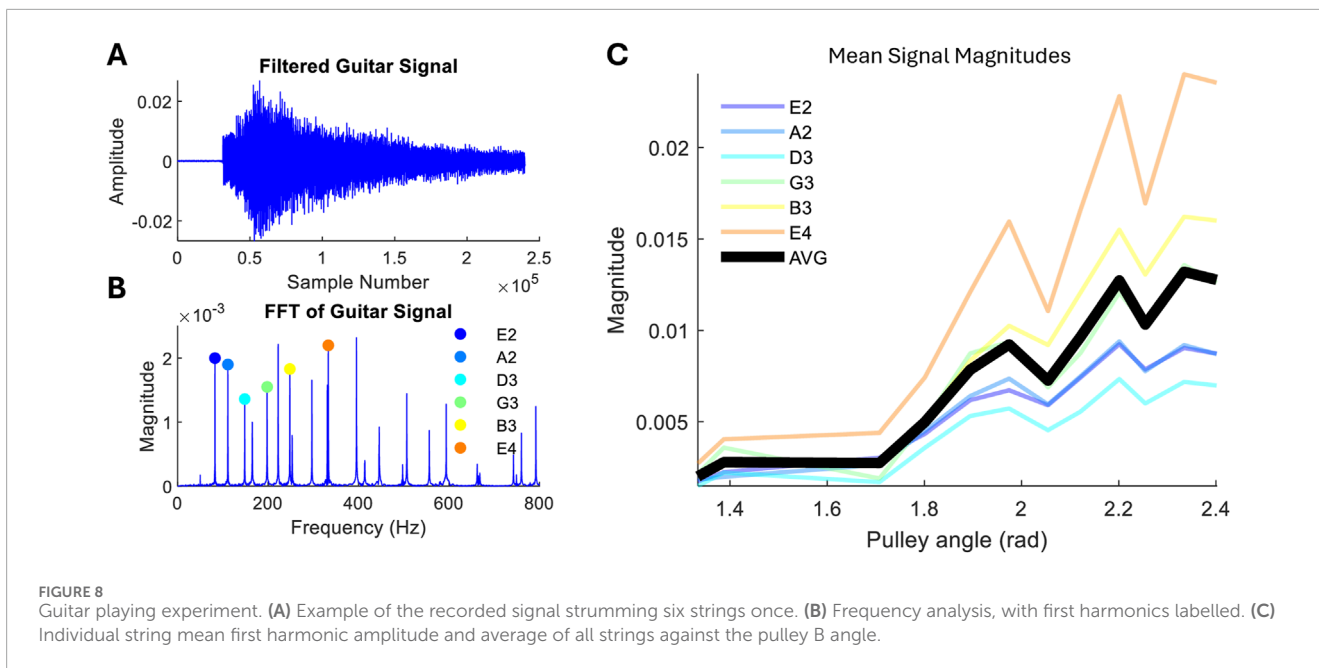 A
Filtered Guitar Signal
Amplitude
0.02
0
-0.02
0
0.5
1
1.5
2
2.5
× 10⁵
Sample Number
B
FFT of Guitar Signal
×10⁻³
Magnitude
2
1
0
0
200
400
600
800
Frequency (Hz)
E2
A2
D3
G3
B3
E4
C
Mean Signal Magnitudes
Magnitude
0.02
0.015
0.01
0.005
E2
A2
D3
G3
B3
E4
AVG
1.4
1.6
1.8
2
2.2
2.4
Pulley angle (rad)
FIGURE 8
Guitar playing experiment. (A) Example of the recorded signal strumming six strings once. (B) Frequency analysis, with first harmonics labelled. (C)
Individual string mean first harmonic amplitude and average of all strings against the pulley B angle.